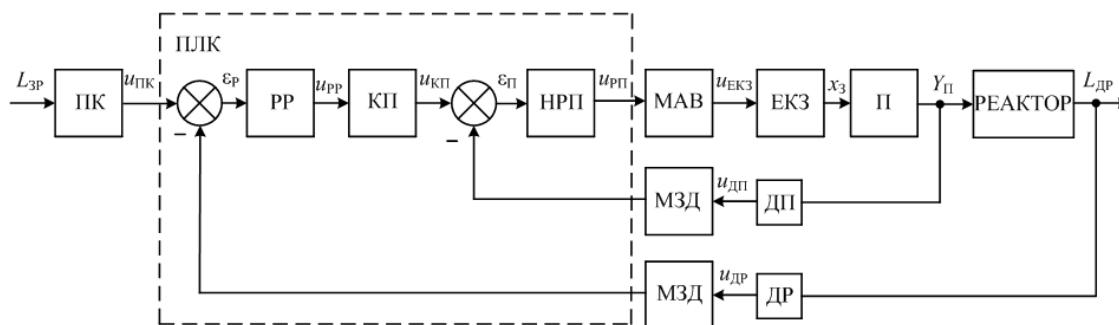 ПЛК
L_ЗР
ПК
u_ПК
ε_Р
РР
u_РР
КП
u_КП
ε_П
НРП
u_РП
МАВ
u_ЕКЗ
ЕКЗ
x_З
П
Y_П
РЕАКТОР
L_ДР
−
−
МЗД
u_ДП
ДП
МЗД
u_ДР
ДР